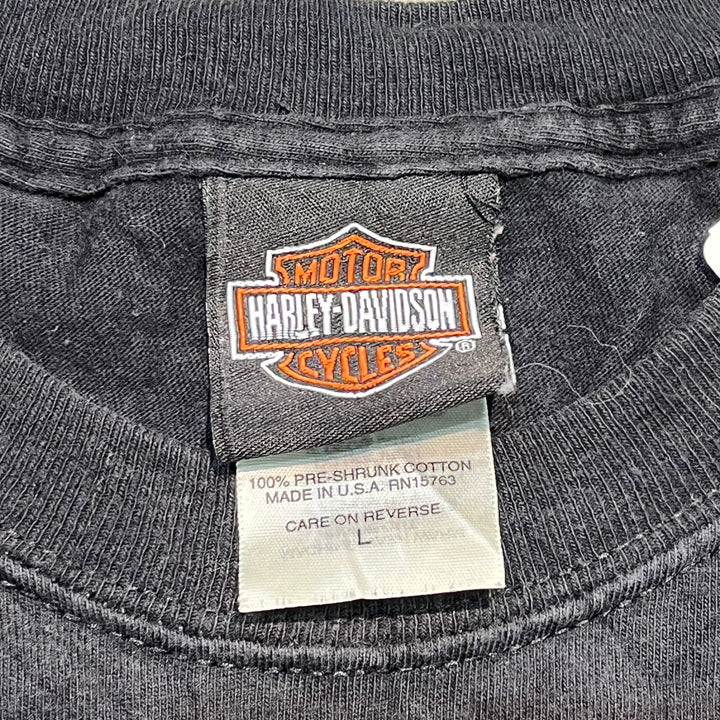 MOTOR
HARLEY-DAVIDSON
CYCLES ®
100% PRE-SHRUNK COTTON
MADE IN U.S.A. RN15763
CARE ON REVERSE
L